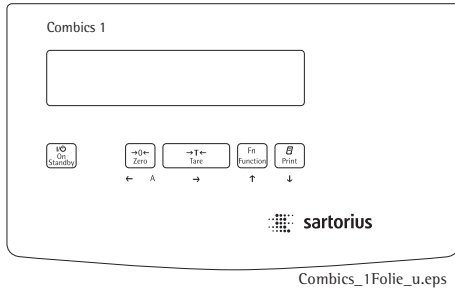 Combics 1
I/⏻ →0← →T← Fn
On Zero Tare Function Print
Standby
← A → ↑ ↓
sartorius
Combics_1Folie_u.eps